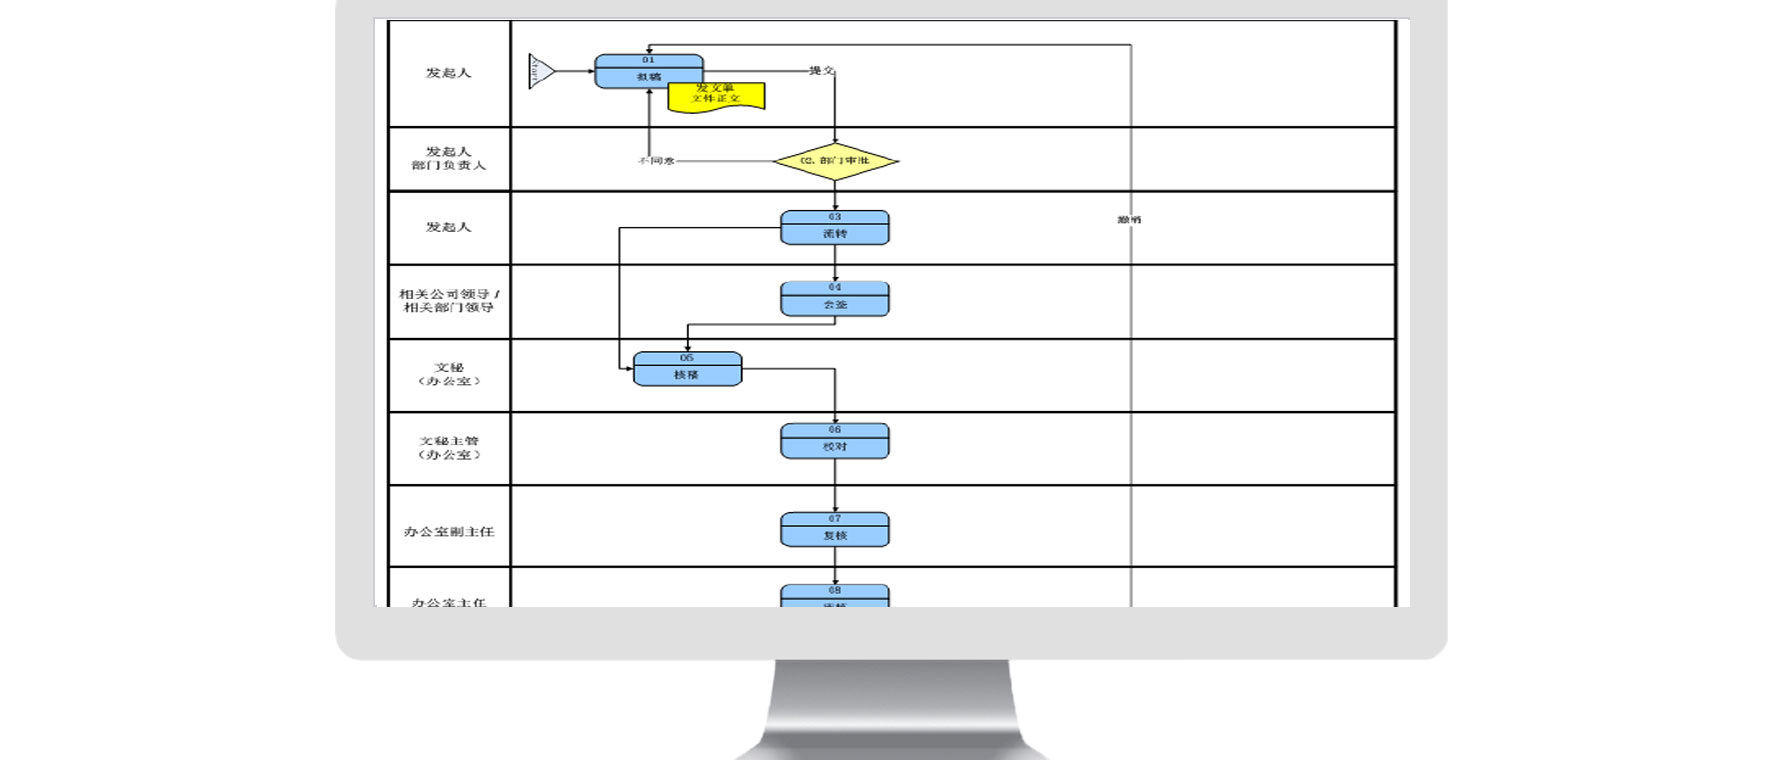 发起人
Start
01
拟稿
提交
发文单
文件正文
发起人
部门负责人
不同意
02. 部门审批
发起人
03
流转
撤销
相关公司领导 /
相关部门领导
04
会签
文秘
（办公室）
05
核稿
文秘主管
（办公室）
06
校对
办公室副主任
07
复核
办公室主任
08